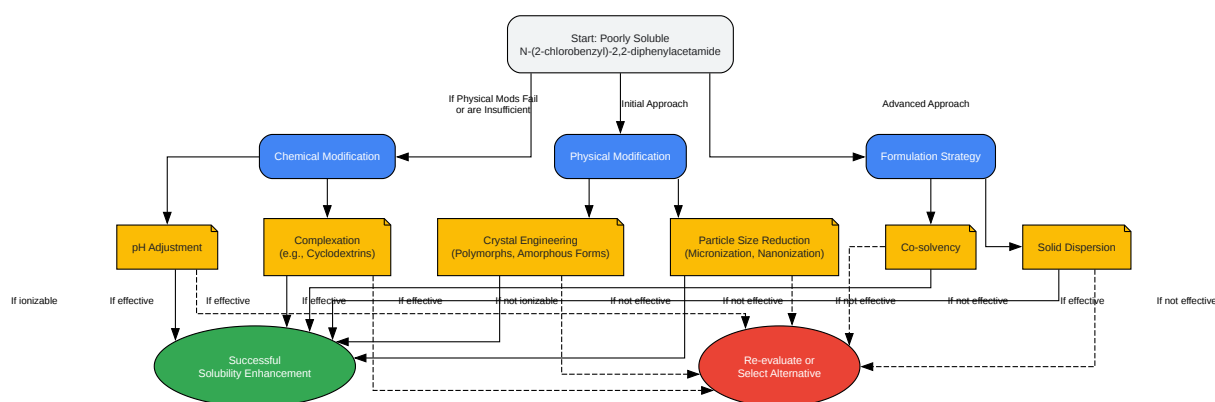 Start: Poorly Soluble
N-(2-chlorobenzyl)-2,2-diphenylacetamide
If Physical Mods Fail
or are Insufficient
Initial Approach
Advanced Approach
Chemical Modification
Physical Modification
Formulation Strategy
pH Adjustment
Complexation
(e.g., Cyclodextrins)
Crystal Engineering
(Polymorphs, Amorphous Forms)
Particle Size Reduction
(Micronization, Nanonization)
Co-solvency
Solid Dispersion
If ionizable
If effective
If effective
If effective
If effective
If not ionizable
If not effective
If not effective
If not effective
If not effective
If effective
If not effective
Successful
Solubility Enhancement
Re-evaluate or
Select Alternative